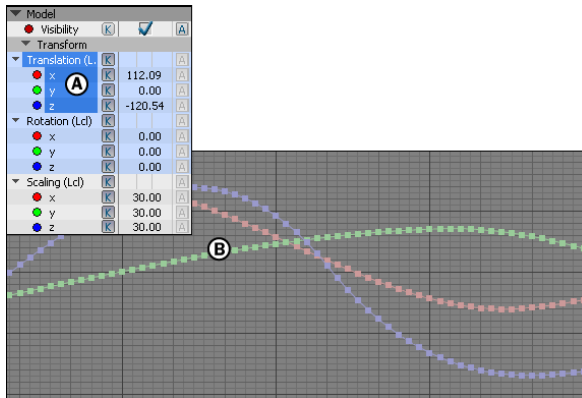 Model
Visibility K A
Transform
Translation (L. K A
x K 112.09 A
y K 0.00 A
z K -120.54 A
A
Rotation (Lcl) K A
x K 0.00 A
y K 0.00 A
z K 0.00 A
Scaling (Lcl) K A
x K 30.00 A
y K 30.00 A
z K 30.00 A
B